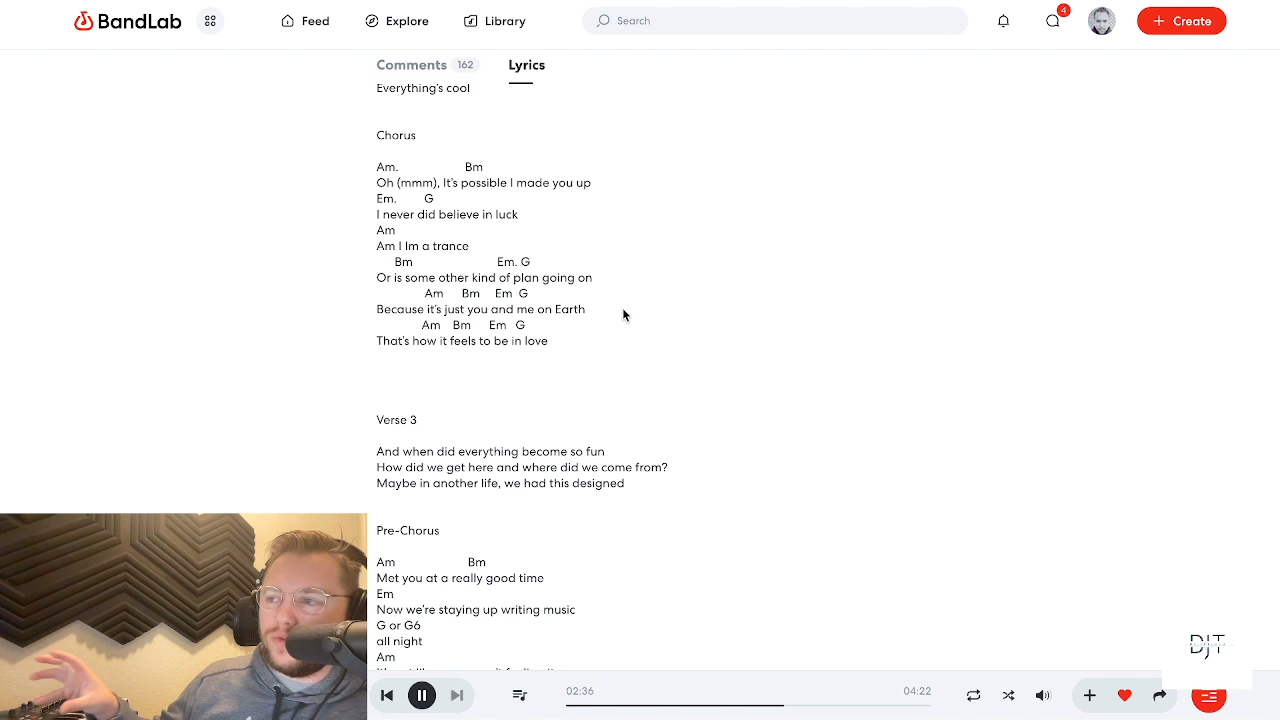 BandLab
Feed
Explore
Library
Search
4
Create
Comments 162
Lyrics
Everything's cool
Chorus
Am. Bm
Oh (mmm), It's possible I made you up
Em. G
I never did believe in luck
Am
Am I Im a trance
Bm Em. G
Or is some other kind of plan going on
Am Bm Em G
Because it's just you and me on Earth
Am Bm Em G
That's how it feels to be in love
Verse 3
And when did everything become so fun
How did we get here and where did we come from?
Maybe in another life, we had this designed
Pre-Chorus
Am Bm
Met you at a really good time
Em
Now we're staying up writing music
G or G6
all night
Am
DJT
02:36
04:22